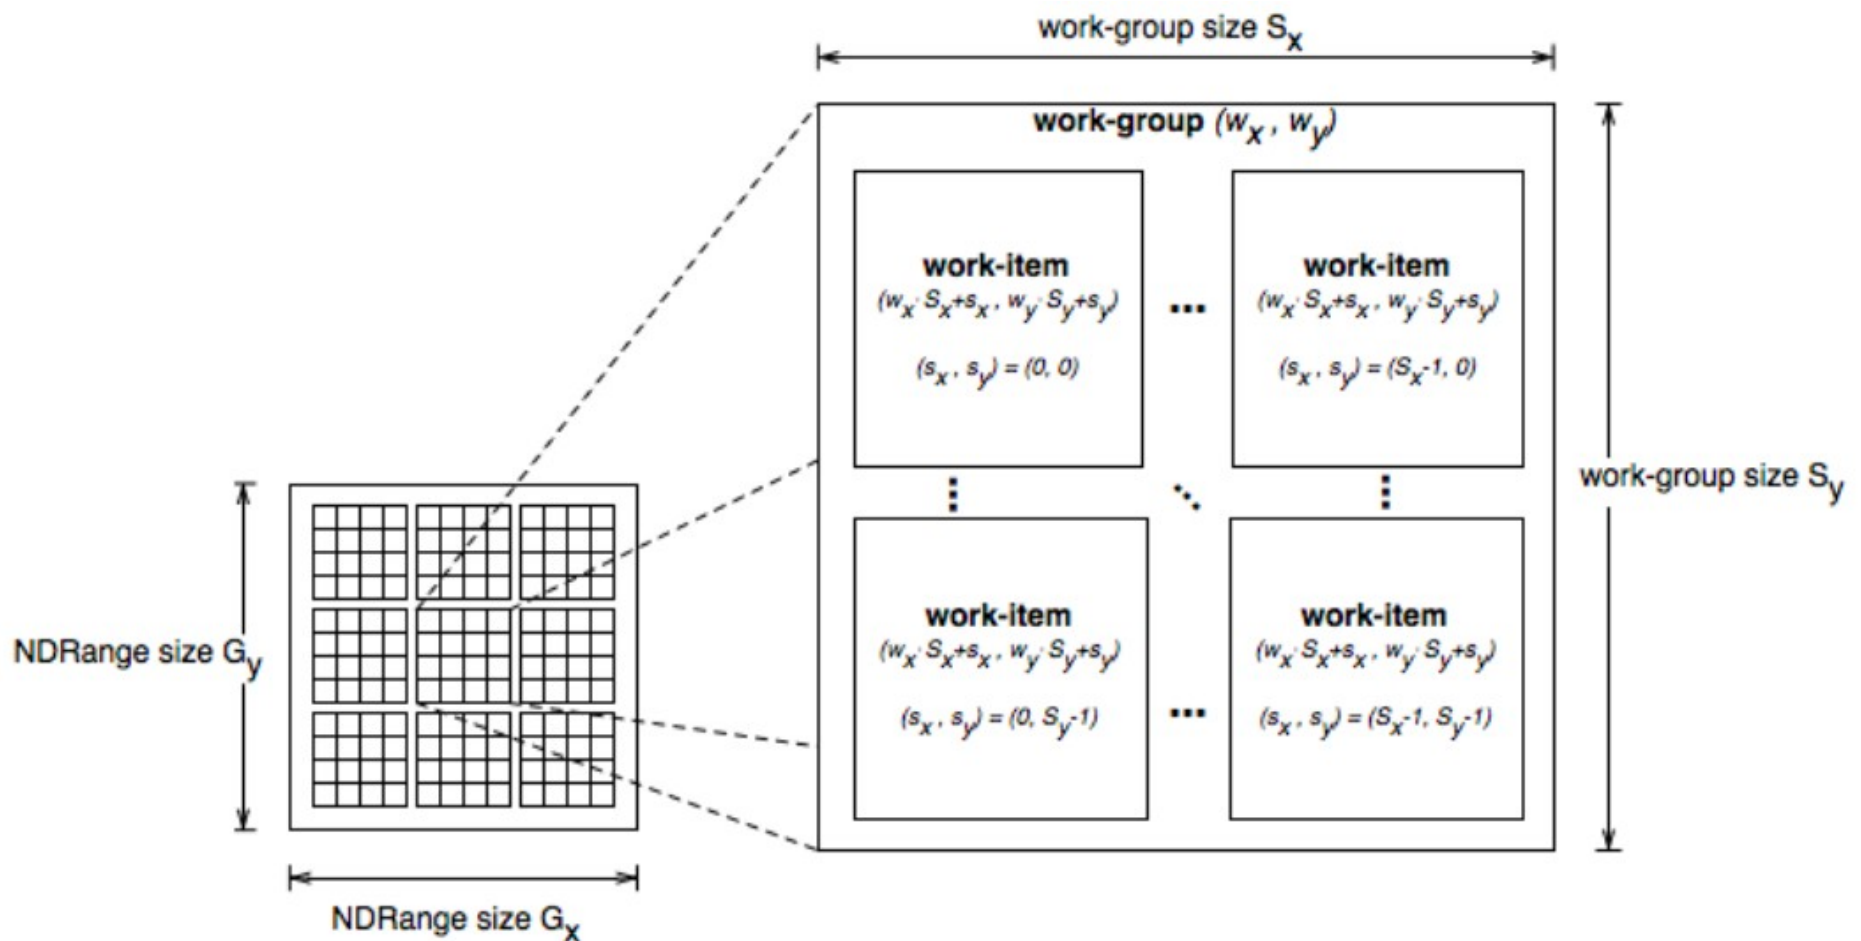 work-group size Sx
work-group (wx , wy)
work-item
(wx· Sx+sx , wy· Sy+sy)
(sx , sy) = (0, 0)
...
work-item
(wx· Sx+sx , wy· Sy+sy)
(sx , sy) = (Sx-1, 0)
work-group size Sy
work-item
(wx· Sx+sx , wy· Sy+sy)
(sx , sy) = (0, Sy-1)
...
work-item
(wx· Sx+sx , wy· Sy+sy)
(sx , sy) = (Sx-1, Sy-1)
NDRange size Gy
NDRange size Gx